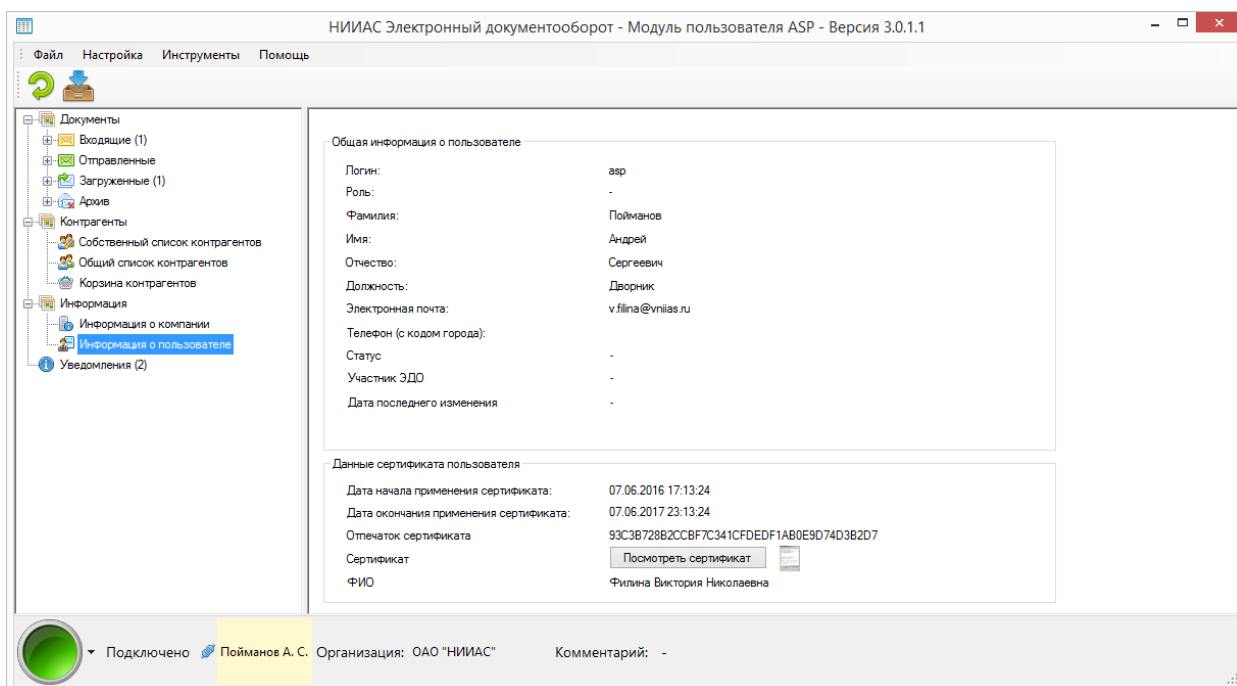 НИИАС Электронный документооборот - Модуль пользователя ASP - Версия 3.0.1.1
Файл Настройка Инструменты Помощь
Документы
Входящие (1)
Отправленные
Загруженные (1)
Архив
Контрагенты
Собственный список контрагентов
Общий список контрагентов
Корзина контрагентов
Информация
Информация о компании
Информация о пользователе
Уведомления (2)
Общая информация о пользователе
Логин: asp
Роль: -
Фамилия: Пойманов
Имя: Андрей
Отчество: Сергеевич
Должность: Дворник
Электронная почта: v.filina@vniias.ru
Телефон (с кодом города):
Статус -
Участник ЭДО -
Дата последнего изменения -
Данные сертификата пользователя
Дата начала применения сертификата: 07.06.2016 17:13:24
Дата окончания применения сертификата: 07.06.2017 23:13:24
Отпечаток сертификата 93C3B728B2CCBF7C341CFDEDF1AB0E9D74D3B2D7
Сертификат Посмотреть сертификат
ФИО Филина Виктория Николаевна
Подключено Пойманов А. С. Организация: ОАО "НИИАС" Комментарий: -